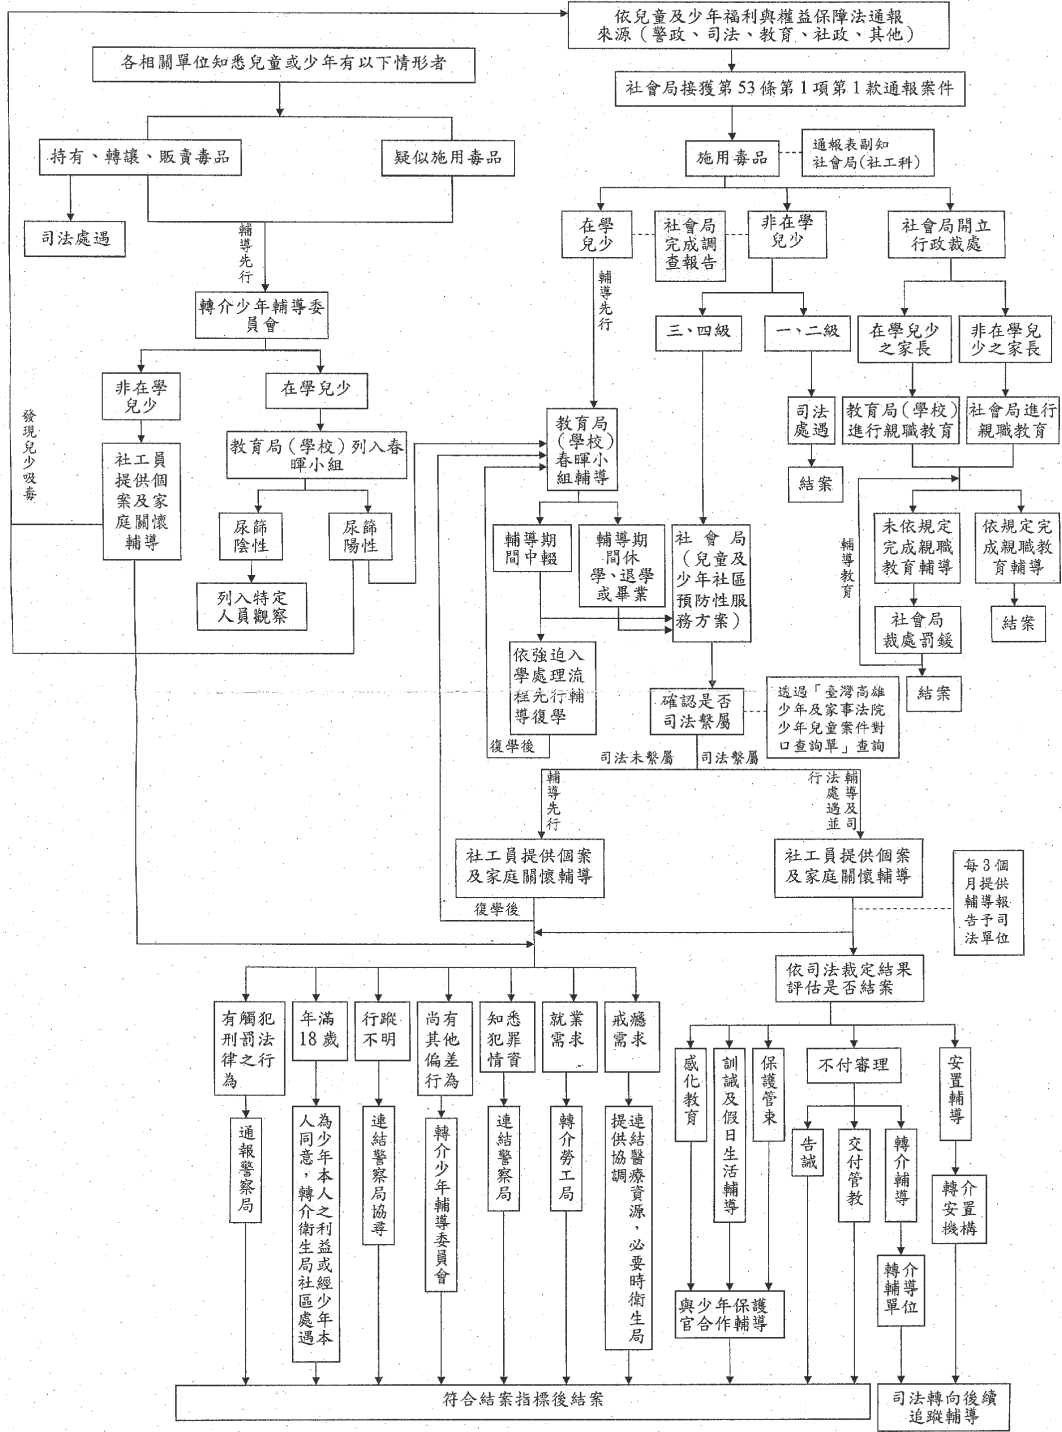 依兒童及少年福利與權益保障法通報
來源（警政、司法、教育、社政、其他）
各相關單位知悉兒童或少年有以下情形者
社會局接獲第53條第1項第1款通報案件
持有、轉讓、販賣毒品
疑似施用毒品
施用毒品
通報表副知
社會局(社工科)
司法處遇
輔導先行
在學
兒少
社會局
完成調
查報告
非在學
兒少
社會局開立
行政裁處
轉介少年輔導委
員會
輔導先行
三、四級
一、二級
在學兒少
之家長
非在學兒
少之家長
非在學
兒少
在學兒少
發現兒少吸毒
教育局
（學校）
春暉小
組輔導
司法
處遇
教育局（學校）
進行親職教育
社會局進行
親職教育
社工員
提供個
案及家
庭關懷
輔導
教育局（學校）列入春
暉小組
結案
尿篩
陰性
尿篩
陽性
輔導期
間中輟
輔導期
間休
學、退學
或畢業
社會局
（兒童及
少年社區
預防性服
務方案）
輔導教育
未依規定
完成親職
教育輔導
依規定完
成親職教
育輔導
列入特定
人員觀察
社會局
裁處罰鍰
結案
依強迫入
學處理流
程先行輔
導復學
復學後
確認是否
司法繫屬
透過「臺灣高雄
少年及家事法院
少年兒童案件對
口查詢單」查詢
結案
司法未繫屬
司法繫屬
輔導先行
輔導及司
法處遇並
行
社工員提供個案
及家庭關懷輔導
社工員提供個案
及家庭關懷輔導
每3個
月提供
輔導報
告予司
法單位
復學後
依司法裁定結果
評估是否結案
有觸犯
刑罰法
律之行
為
年滿
18歲
行蹤
不明
尚有
其他
偏差
行為
知悉
犯罪
情資
就業
需求
戒癮
需求
感化教育
訓誡及假日生活輔導
保護管束
不付審理
安置輔導
通報警察局
為少年本人之利益或經少年本
人同意，轉介衛生局社區處遇
連結警察局協尋
轉介少年輔導委員會
連結警察局
轉介勞工局
連結醫療資源，必要時衛生局
提供協調
告誡
交付管教
轉介輔導
轉介
安置
機構
轉介
輔導
單位
與少年保護
官合作輔導
符合結案指標後結案
司法轉向後續
追蹤輔導